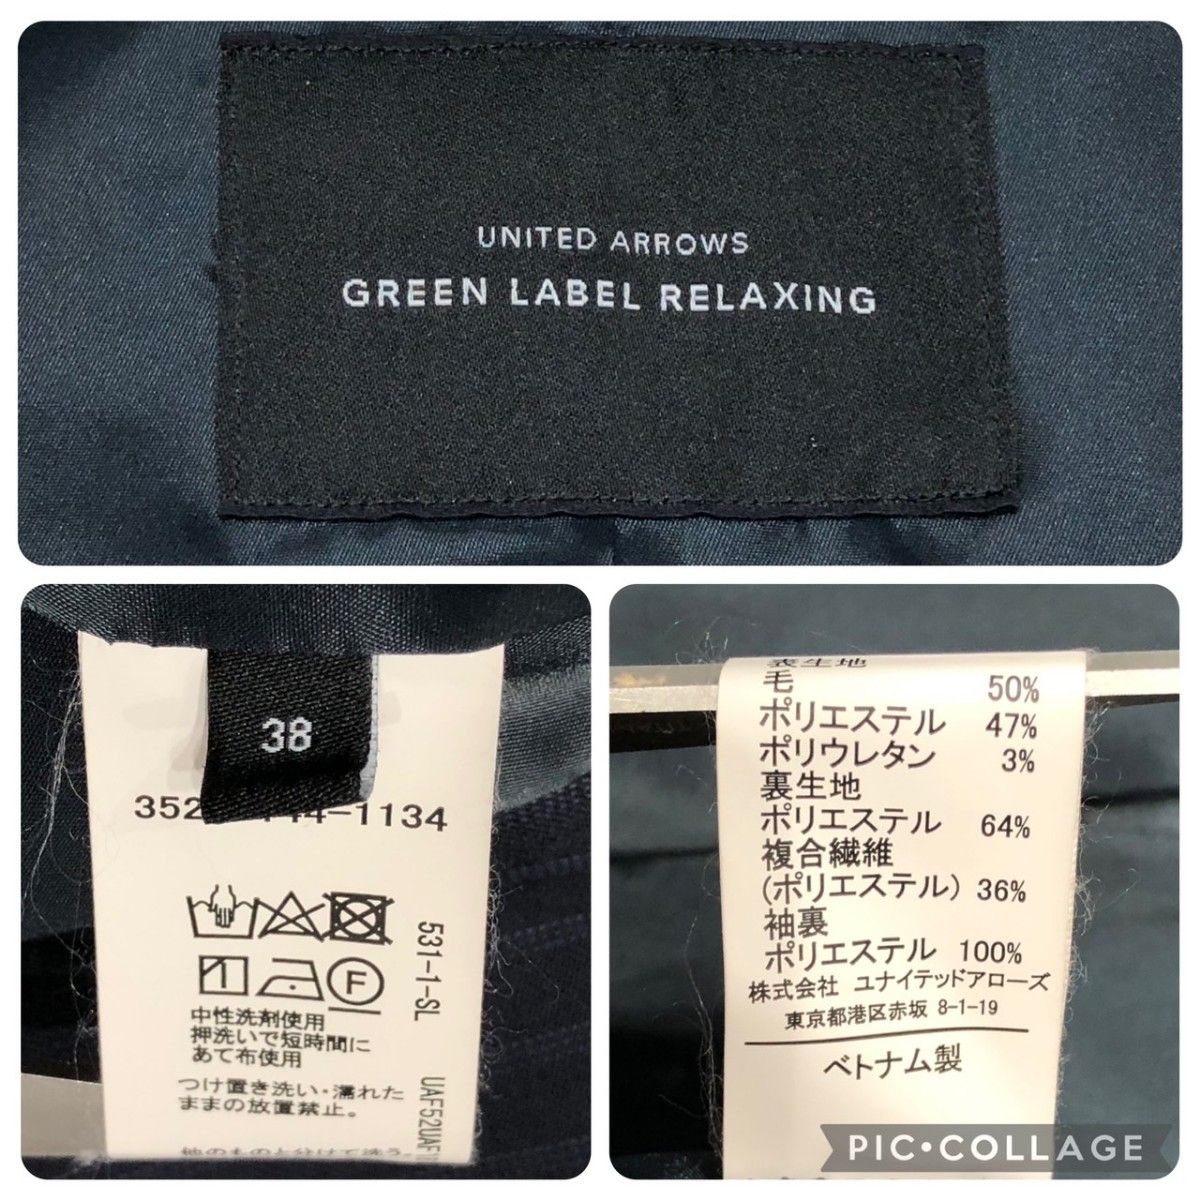 UNITED ARROWS
GREEN LABEL RELAXING
38
531-1-SL
中性洗剤使用
押洗いで短時間に
あて布使用
つけ置き洗い・濡れた
ままの放置禁止。
F
表生地
毛 50%
ポリエステル 47%
ポリウレタン 3%
裏生地
ポリエステル 64%
複合繊維
(ポリエステル) 36%
袖裏
ポリエステル 100%
株式会社 ユナイテッドアローズ
東京都港区赤坂 8-1-19
ベトナム製
PIC•COLLAGE